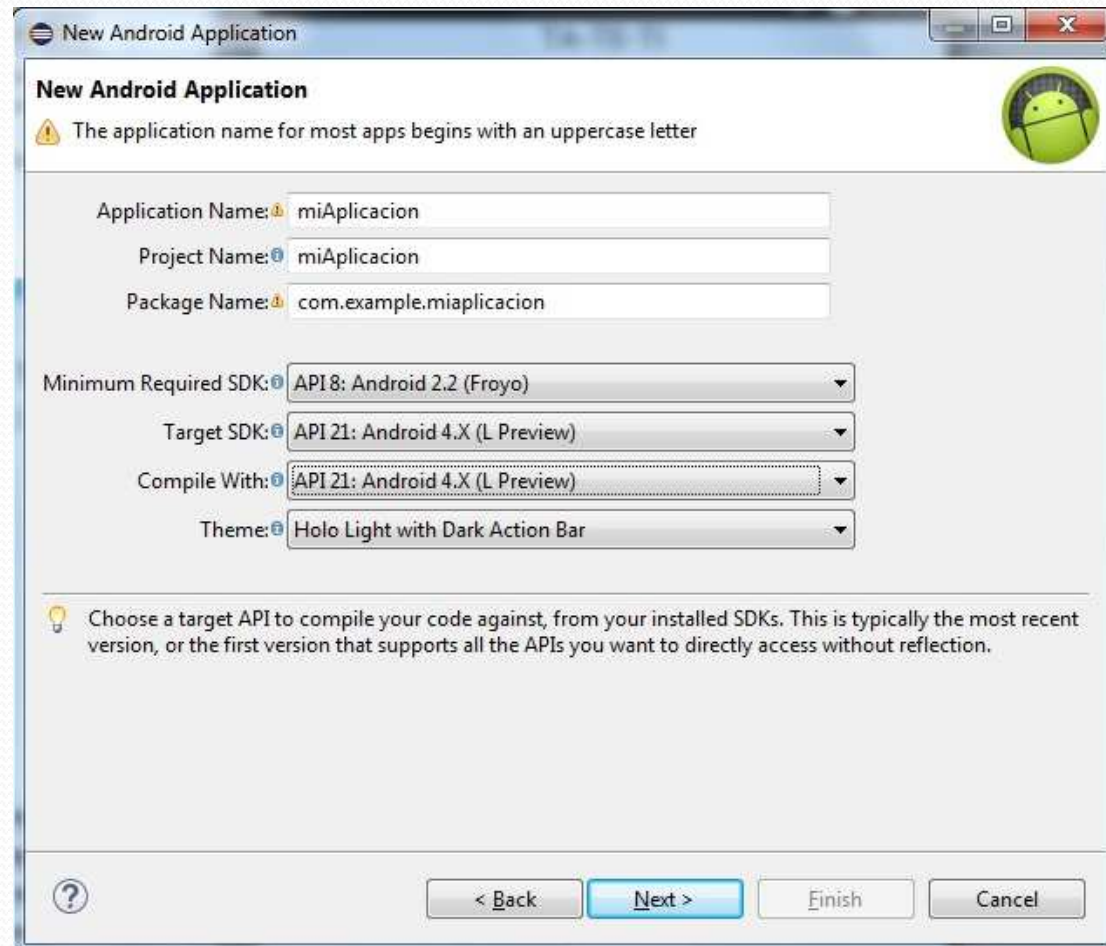 New Android Application
New Android Application
The application name for most apps begins with an uppercase letter
Application Name: miAplicacion
Project Name: miAplicacion
Package Name: com.example.miaplicacion
Minimum Required SDK: API 8: Android 2.2 (Froyo)
Target SDK: API 21: Android 4.X (L Preview)
Compile With: API 21: Android 4.X (L Preview)
Theme: Holo Light with Dark Action Bar
Choose a target API to compile your code against, from your installed SDKs. This is typically the most recent
version, or the first version that supports all the APIs you want to directly access without reflection.
< Back Next > Finish Cancel